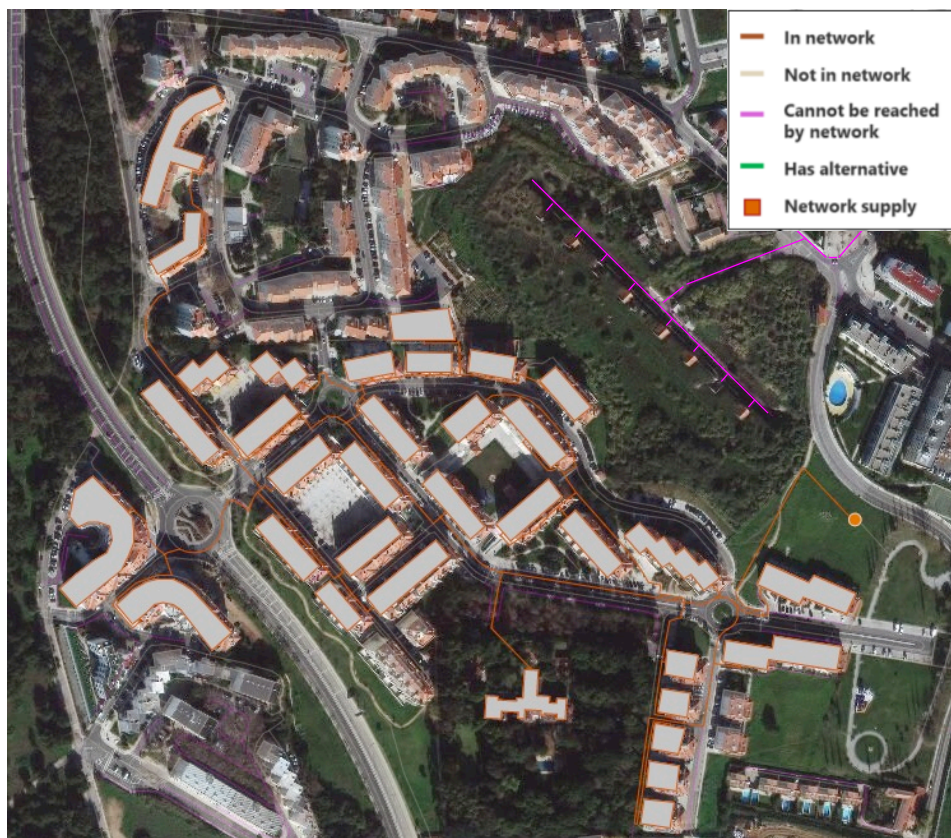 In network
Not in network
Cannot be reached
by network
Has alternative
Network supply